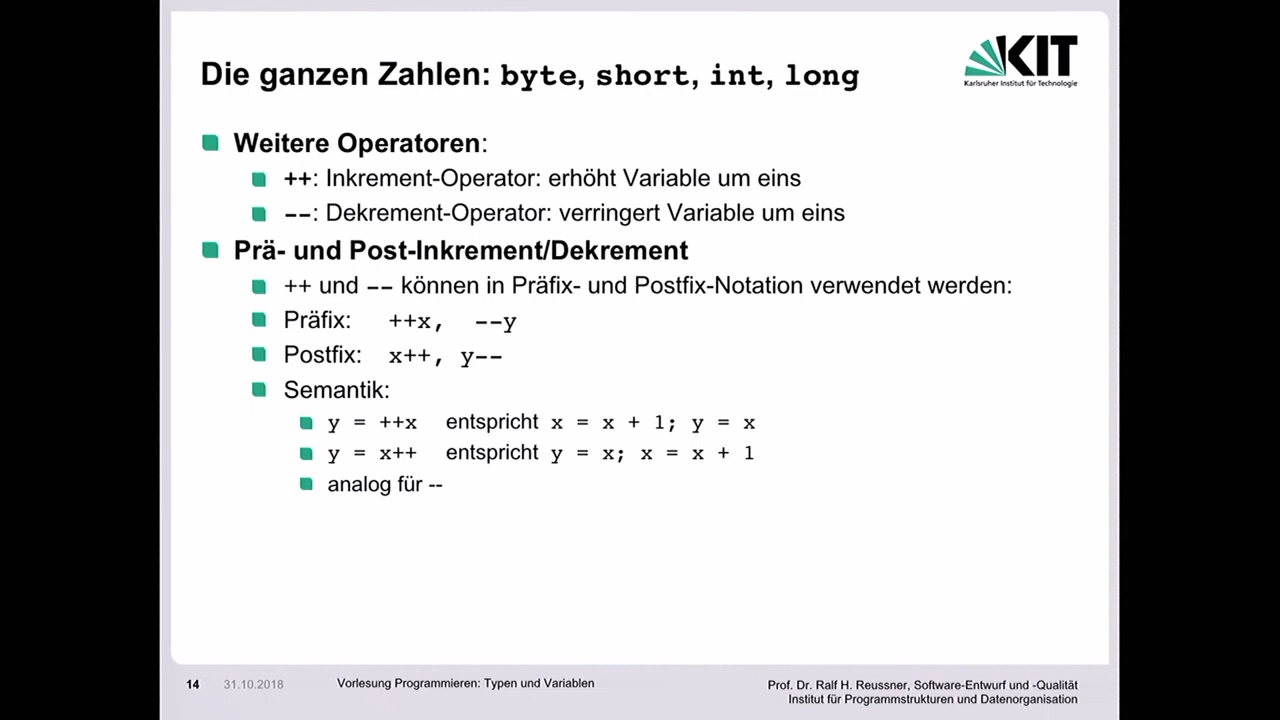 Die ganzen Zahlen: byte, short, int, long
KIT
Karlsruher Institut für Technologie
Weitere Operatoren:
++: Inkrement-Operator: erhöht Variable um eins
--: Dekrement-Operator: verringert Variable um eins
Prä- und Post-Inkrement/Dekrement
++ und -- können in Präfix- und Postfix-Notation verwendet werden:
Präfix: ++x, --y
Postfix: x++, y--
Semantik:
y = ++x entspricht x = x + 1; y = x
y = x++ entspricht y = x; x = x + 1
analog für --
14 31.10.2018 Vorlesung Programmieren: Typen und Variablen
Prof. Dr. Ralf H. Reussner, Software-Entwurf und -Qualität
Institut für Programmstrukturen und Datenorganisation